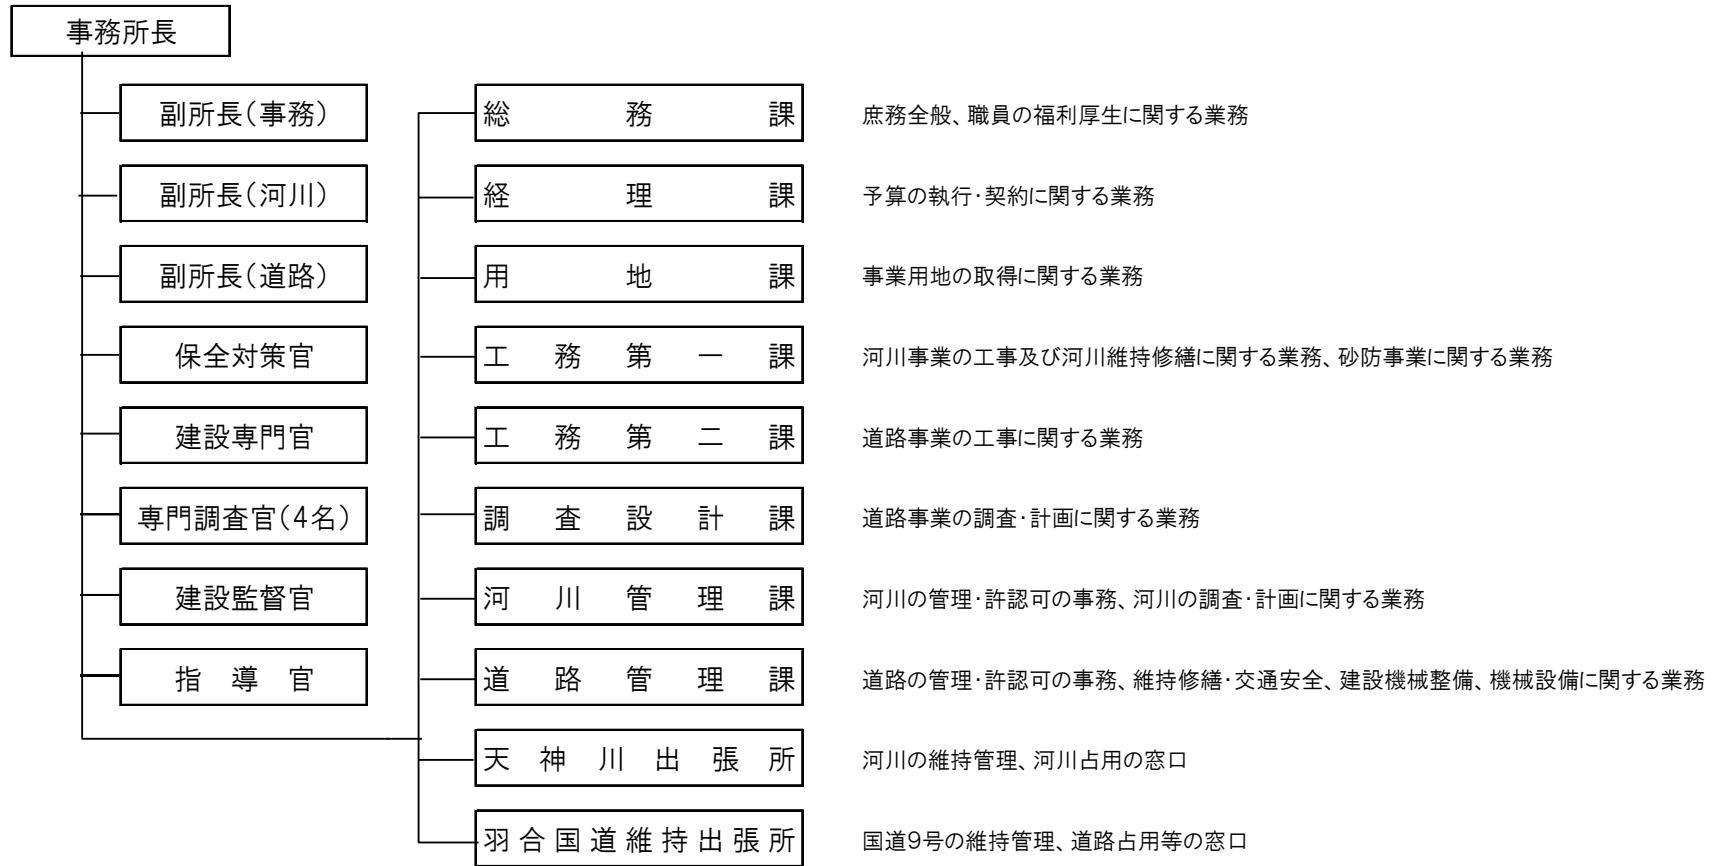 事務所長
副所長(事務)
総務課
庶務全般、職員の福利厚生に関する業務
副所長(河川)
経理課
予算の執行・契約に関する業務
副所長(道路)
用地課
事業用地の取得に関する業務
保全対策官
工務第一課
河川事業の工事及び河川維持修繕に関する業務、砂防事業に関する業務
建設専門官
工務第二課
道路事業の工事に関する業務
専門調査官(4名)
調査設計課
道路事業の調査・計画に関する業務
建設監督官
河川管理課
河川の管理・許認可の事務、河川の調査・計画に関する業務
指導官
道路管理課
道路の管理・許認可の事務、維持修繕・交通安全、建設機械整備、機械設備に関する業務
天神川出張所
河川の維持管理、河川占用の窓口
羽合国道維持出張所
国道9号の維持管理、道路占用等の窓口